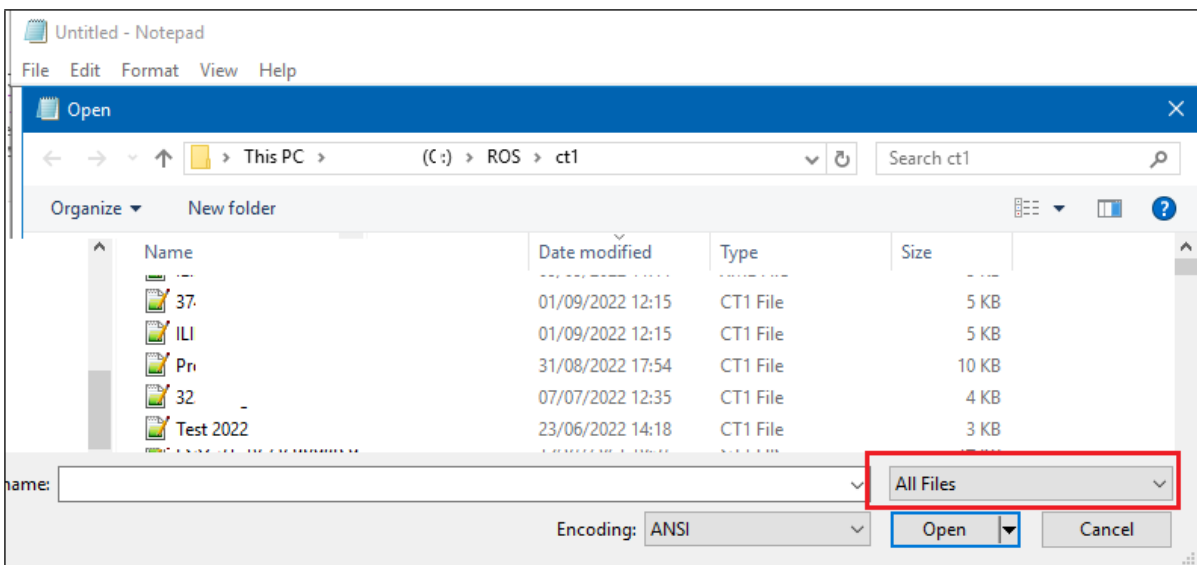 Untitled - Notepad
File Edit Format View Help
Open
This PC > (C:) > ROS > ct1
Search ct1
Organize New folder
Name Date modified Type Size
37 01/09/2022 12:15 CT1 File 5 KB
ILI 01/09/2022 12:15 CT1 File 5 KB
Pr 31/08/2022 17:54 CT1 File 10 KB
32 07/07/2022 12:35 CT1 File 4 KB
Test 2022 23/06/2022 14:18 CT1 File 3 KB
name: All Files
Encoding: ANSI Open Cancel